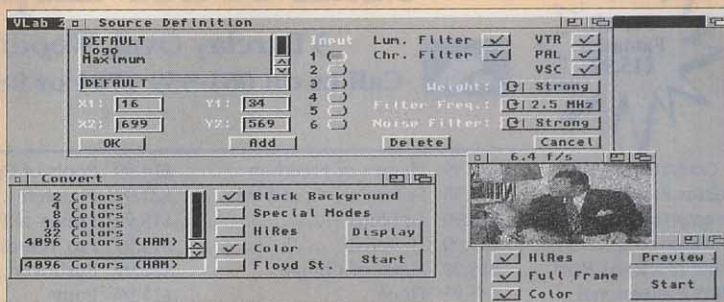 VLab 2
Source Definition
DEFAULT
Logo
Maximum
DEFAULT
X1: 16
Y1: 34
X2: 699
Y2: 569
OK
Add
Input
1
2
3
4
5
6
Lum. Filter
Chr. Filter
VTR
PAL
VSC
Weight: Strong
Filter Freq.: 2.5 MHz
Noise Filter: Strong
Delete
Cancel
Convert
2 Colors
4 Colors
8 Colors
16 Colors
32 Colors
4096 Colors (HAM)
4096 Colors (HAM)
Black Background
Special Modes
HiRes
Color
Floyd St.
Display
Start
6.4 f/s
HiRes
Full Frame
Color
Preview
Start